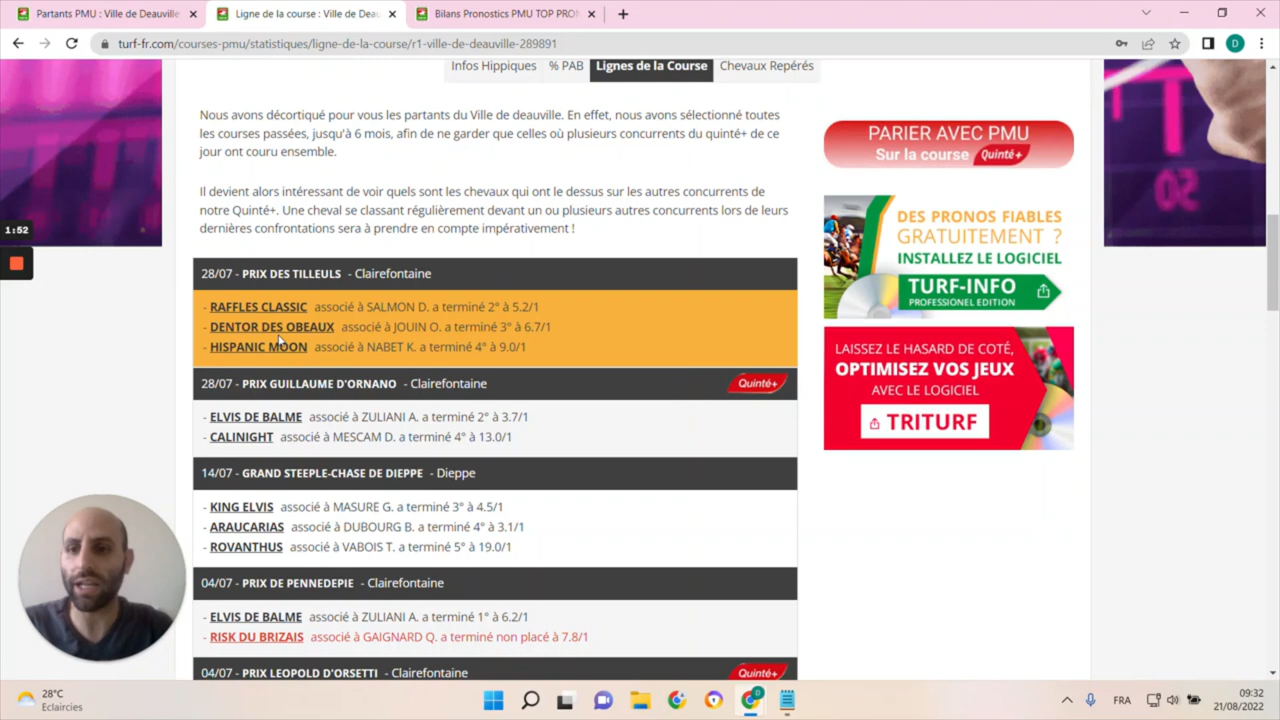 Partants PMU : Ville de Deauville
Ligne de la course : Ville de Deau
Bilans Pronostics PMU TOP PRON
turf-fr.com/courses-pmu/statistiques/ligne-de-la-course/r1-ville-de-deauville-289891
D
Infos Hippiques
% PAB
Lignes de la Course
Chevaux Repérés
Nous avons décortiqué pour vous les partants du Ville de deauville. En effet, nous avons sélectionné toutes
les courses passées, jusqu'à 6 mois, afin de ne garder que celles où plusieurs concurrents du quinté+ de ce
jour ont couru ensemble.
Il devient alors intéressant de voir quels sont les chevaux qui ont le dessus sur les autres concurrents de
notre Quinté+. Une cheval se classant régulièrement devant un ou plusieurs autres concurrents lors de leurs
dernières confrontations sera à prendre en compte impérativement !
28/07 - PRIX DES TILLEULS - Clairefontaine
- RAFFLES CLASSIC associé à SALMON D. a terminé 2° à 5.2/1
- DENTOR DES OBEAUX associé à JOUIN O. a terminé 3° à 6.7/1
- HISPANIC MOON associé à NABET K. a terminé 4° à 9.0/1
28/07 - PRIX GUILLAUME D'ORNANO - Clairefontaine
Quinté+
- ELVIS DE BALME associé à ZULIANI A. a terminé 2° à 3.7/1
- CALINIGHT associé à MESCAM D. a terminé 4° à 13.0/1
14/07 - GRAND STEEPLE-CHASE DE DIEPPE - Dieppe
- KING ELVIS associé à MASURE G. a terminé 3° à 4.5/1
- ARAUCARIAS associé à DUBOURG B. a terminé 4° à 3.1/1
- ROVANTHUS associé à VABOIS T. a terminé 5° à 19.0/1
04/07 - PRIX DE PENNEDEPIE - Clairefontaine
- ELVIS DE BALME associé à ZULIANI A. a terminé 1° à 6.2/1
- RISK DU BRIZAIS associé à GAIGNARD Q. a terminé non placé à 7.8/1
04/07 - PRIX LEOPOLD D'ORSETTI - Clairefontaine
Quinté+
PARIER AVEC PMU
Sur la course Quinté+
DES PRONOS FIABLES
GRATUITEMENT ?
INSTALLEZ LE LOGICIEL
TURF-INFO
PROFESSIONEL EDITION
LAISSEZ LE HASARD DE COTÉ,
OPTIMISEZ VOS JEUX
AVEC LE LOGICIEL
TRITURF
1:52
28°C
Eclaircies
D
FRA
09:32
21/08/2022